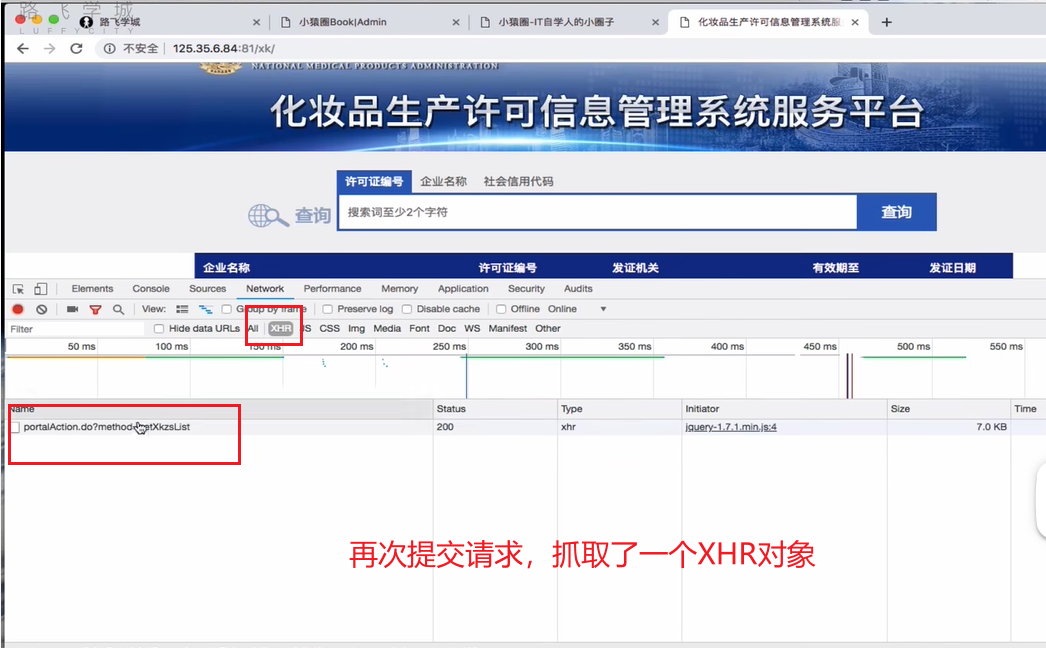 路飞学城
LUFFYCITY
路飞学城
小猿圈Book|Admin
小猿圈-IT自学人的小圈子
化妆品生产许可信息管理系统服
不安全
125.35.6.84:81/xk/
NATIONAL MEDICAL PRODUCTS ADMINISTRATION
化妆品生产许可信息管理系统服务平台
许可证编号 企业名称 社会信用代码
查询 搜索词至少2个字符 查询
企业名称 许可证编号 发证机关 有效期至 发证日期
Elements Console Sources Network Performance Memory Application Security Audits
View: Group by frame Preserve log Disable cache Offline Online
Filter Hide data URLs All XHR JS CSS Img Media Font Doc WS Manifest Other
50 ms 100 ms 150 ms 200 ms 250 ms 300 ms 350 ms 400 ms 450 ms 500 ms 550 ms
Name Status Type Initiator Size Time
portalAction.do?method=getXkzsList 200 xhr jquery-1.7.1.min.js:4 7.0 KB
再次提交请求，抓取了一个XHR对象